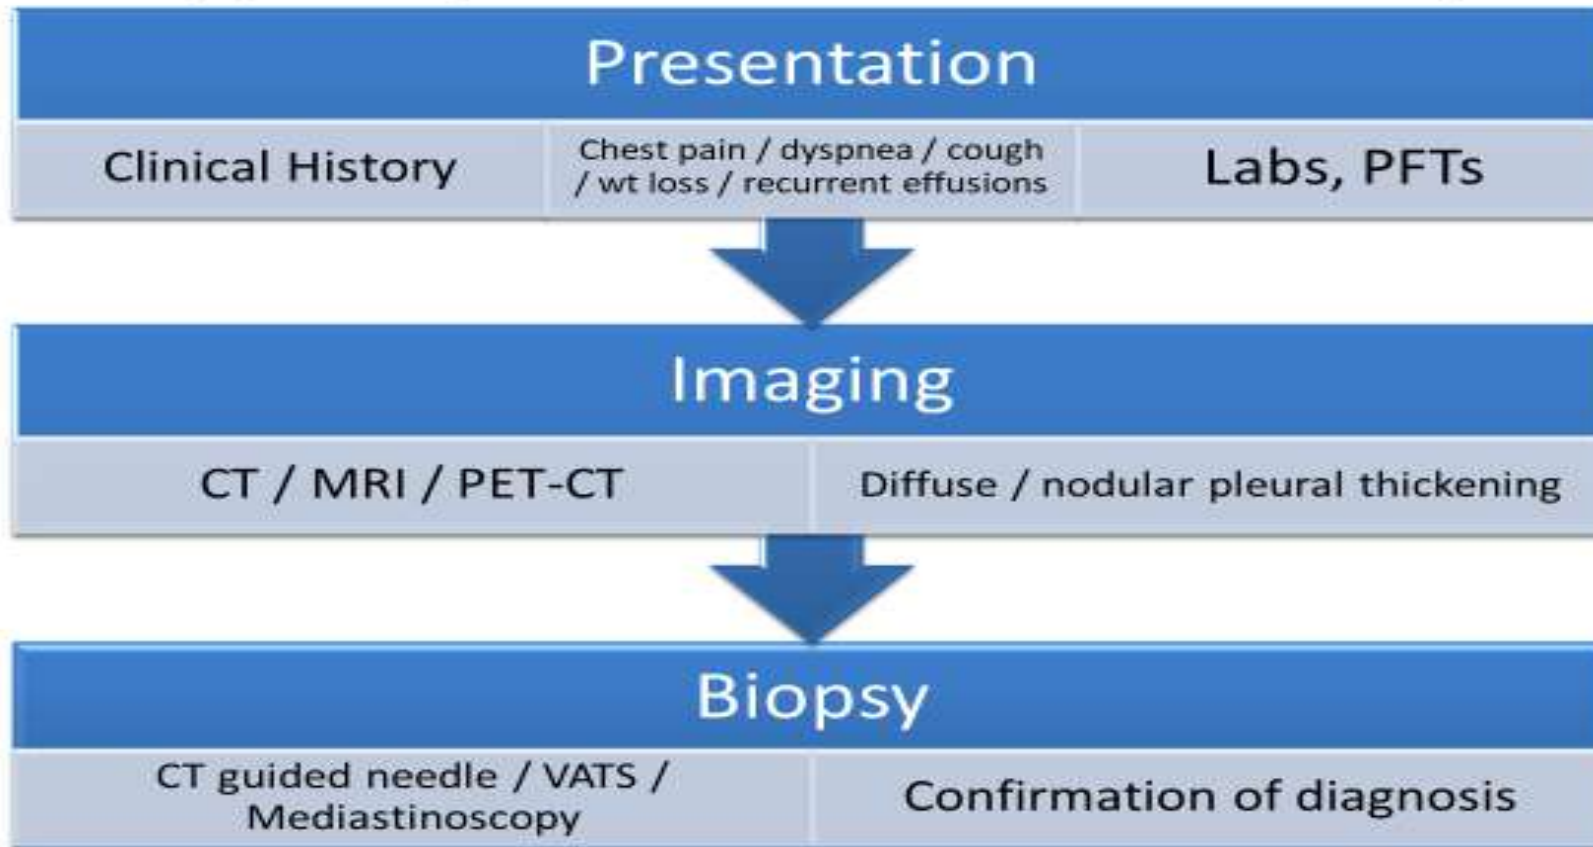 Presentation
Clinical History
Chest pain / dyspnea / cough
/ wt loss / recurrent effusions
Labs, PFTs
Imaging
CT / MRI / PET-CT
Diffuse / nodular pleural thickening
Biopsy
CT guided needle / VATS /
Mediastinoscopy
Confirmation of diagnosis